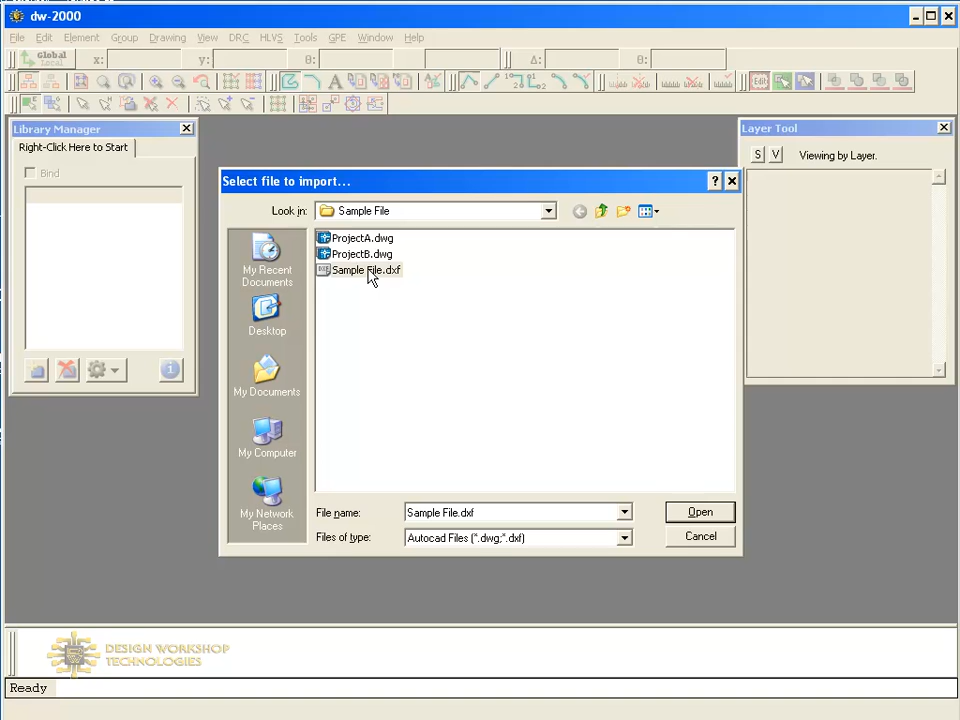 dw-2000
File Edit Element Group Drawing View DRC HLVS Tools GPE Window Help
Global Local x: y: θ: Δ: θ:
Edit
Library Manager
Right-Click Here to Start
Bind
Layer Tool
S V Viewing by Layer.
Select file to import...
Look in: Sample File
My Recent Documents
Desktop
My Documents
My Computer
My Network Places
ProjectA.dwg
ProjectB.dwg
Sample File.dxf
File name: Sample File.dxf Open
Files of type: Autocad Files (*.dwg;*.dxf) Cancel
DESIGN WORKSHOP
TECHNOLOGIES
Ready